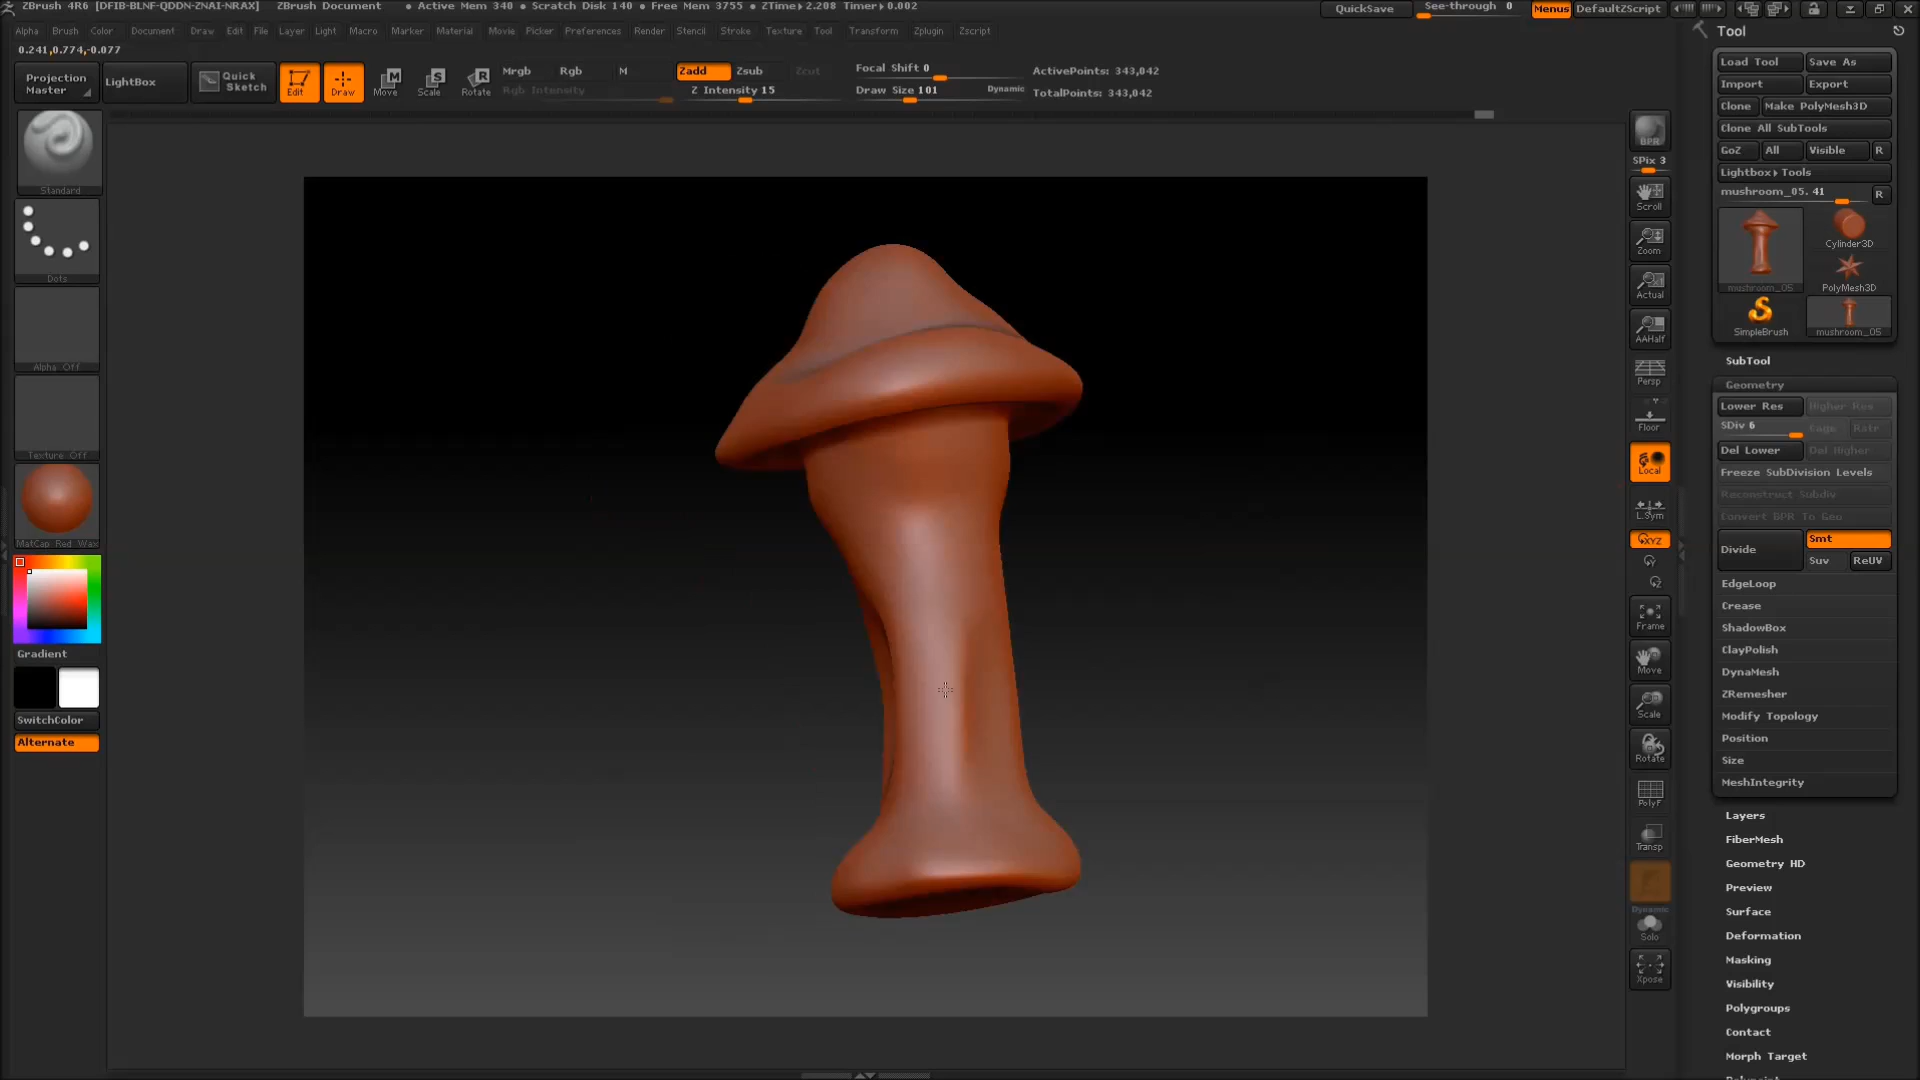 ZBrush 4R6 [DFIB-BLNF-QDDN-ZNAI-NRAX] ZBrush Document • Active Mem 340 • Scratch Disk 140 • Free Mem 3755 • ZTime▸2.208 Timer▸0.002 QuickSave See-through 0 Menus DefaultZScript
Alpha Brush Color Document Draw Edit File Layer Light Macro Marker Material Movie Picker Preferences Render Stencil Stroke Texture Tool Transform Zplugin Zscript
0.241,0.774,-0.077
Projection Master
LightBox
Quick Sketch
Edit
Draw
Move
Scale
Rotate
Mrgb Rgb M
Rgb Intensity
Zadd Zsub Zcut
Z Intensity 15
Focal Shift 0
Draw Size 101 Dynamic
ActivePoints: 343,042
TotalPoints: 343,042
Standard
Dots
Alpha Off
Texture Off
MatCap Red Wax
Gradient
SwitchColor
Alternate
BPR
SPix 3
Scroll
Zoom
Actual
AAHalf
Persp
Floor
Local
L.Sym
XYZ
Y
Z
Frame
Move
Scale
Rotate
PolyF
Transp
Dynamic
Solo
Xpose
Tool
Load Tool Save As
Import Export
Clone Make PolyMesh3D
Clone All SubTools
GoZ All Visible R
Lightbox▸Tools
mushroom_05. 41 R
mushroom_05
Cylinder3D
PolyMesh3D
SimpleBrush
mushroom_05
SubTool
Geometry
Lower Res Higher Res
SDiv 6 Cage Rstr
Del Lower Del Higher
Freeze SubDivision Levels
Reconstruct Subdiv
Convert BPR To Geo
Divide
Smt
Suv ReUV
EdgeLoop
Crease
ShadowBox
ClayPolish
DynaMesh
ZRemesher
Modify Topology
Position
Size
MeshIntegrity
Layers
FiberMesh
Geometry HD
Preview
Surface
Deformation
Masking
Visibility
Polygroups
Contact
Morph Target